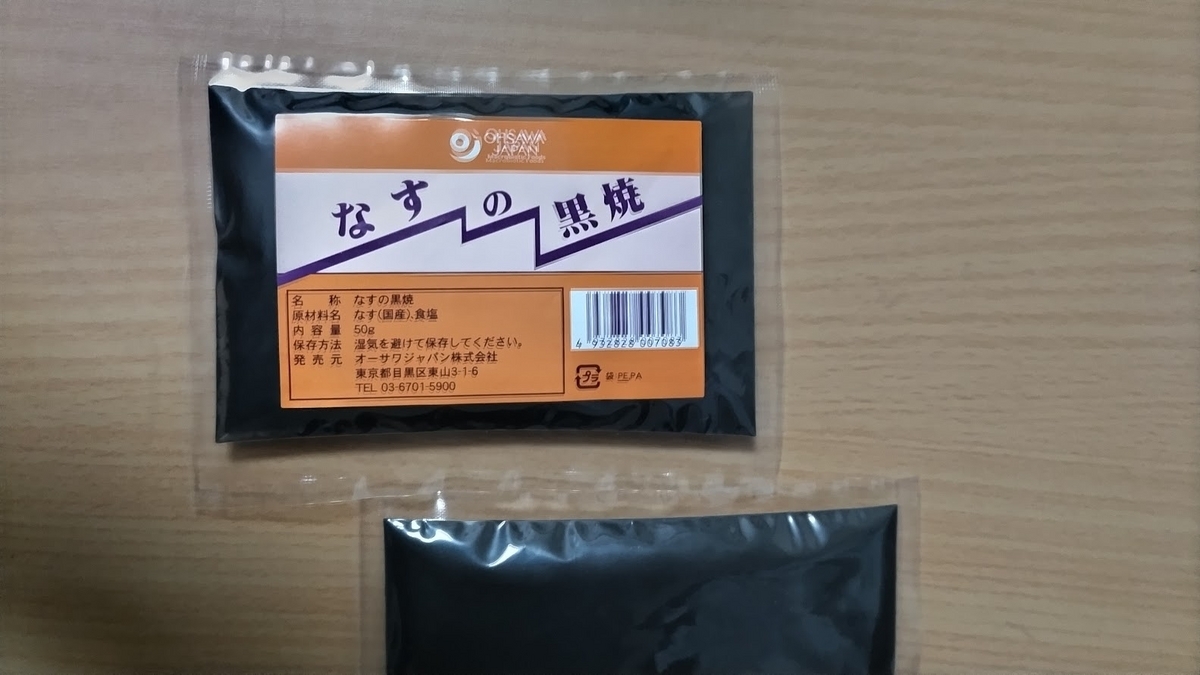 OHSAWA
JAPAN
なすの黒焼
名 称 なすの黒焼
原材料名 なす(国産)、食塩
内容量 50g
保存方法 湿気を避けて保存してください。
発売元 オーサワジャパン株式会社
東京都目黒区東山3-1-6
TEL 03-6701-5900
4 932828 007083
プラ 袋:PE,PA